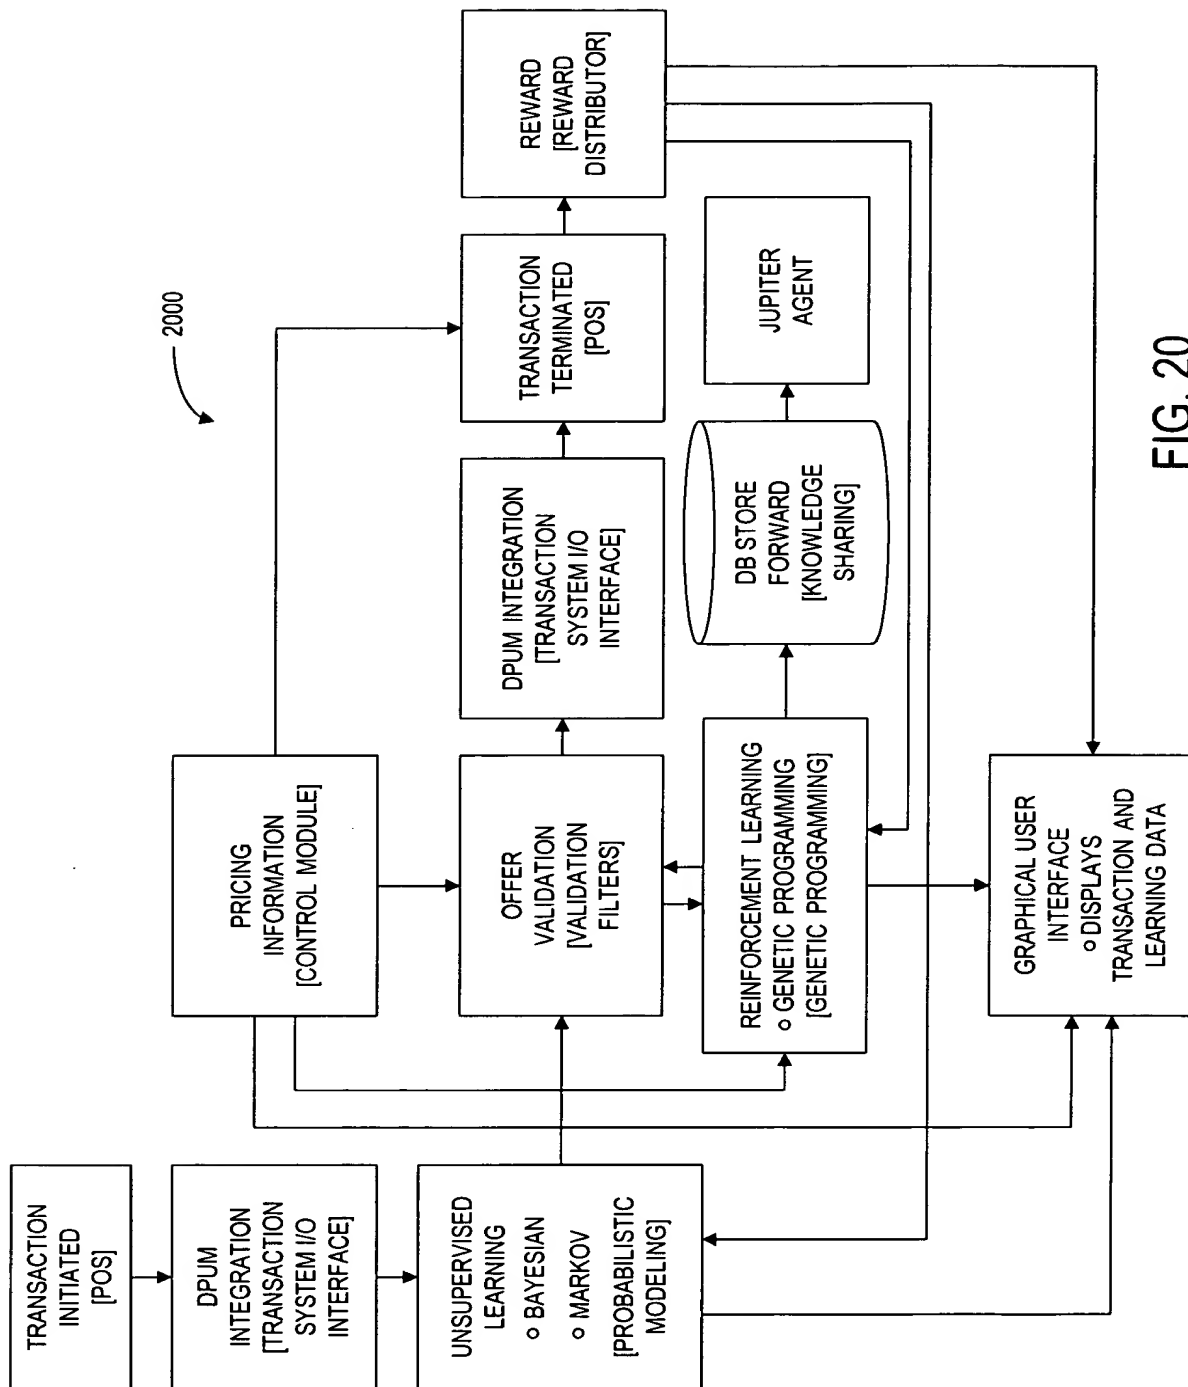 TRANSACTION
INITIATED
[POS]
DPUM
INTEGRATION
[TRANSACTION
SYSTEM I/O
INTERFACE]
UNSUPERVISED
LEARNING
○ BAYESIAN
○ MARKOV
[PROBABILISTIC
MODELING]
PRICING
INFORMATION
[CONTROL MODULE]
OFFER
VALIDATION
[VALIDATION
FILTERS]
REINFORCEMENT LEARNING
○ GENETIC PROGRAMMING
[GENETIC PROGRAMMING]
GRAPHICAL USER
INTERFACE
○ DISPLAYS
TRANSACTION AND
LEARNING DATA
DPUM INTEGRATION
[TRANSACTION
SYSTEM I/O
INTERFACE]
DB STORE
FORWARD
[KNOWLEDGE
SHARING]
TRANSACTION
TERMINATED
[POS]
JUPITER
AGENT
REWARD
[REWARD
DISTRIBUTOR]
2000
FIG. 20